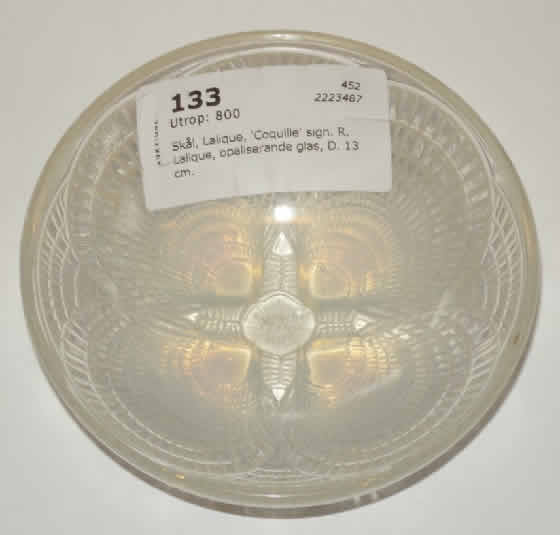 133
452
Utrop: 800
2223467
Skål, Lalique, 'Coquille' sign. R.
Lalique, opaliserande glas, D. 13
cm.